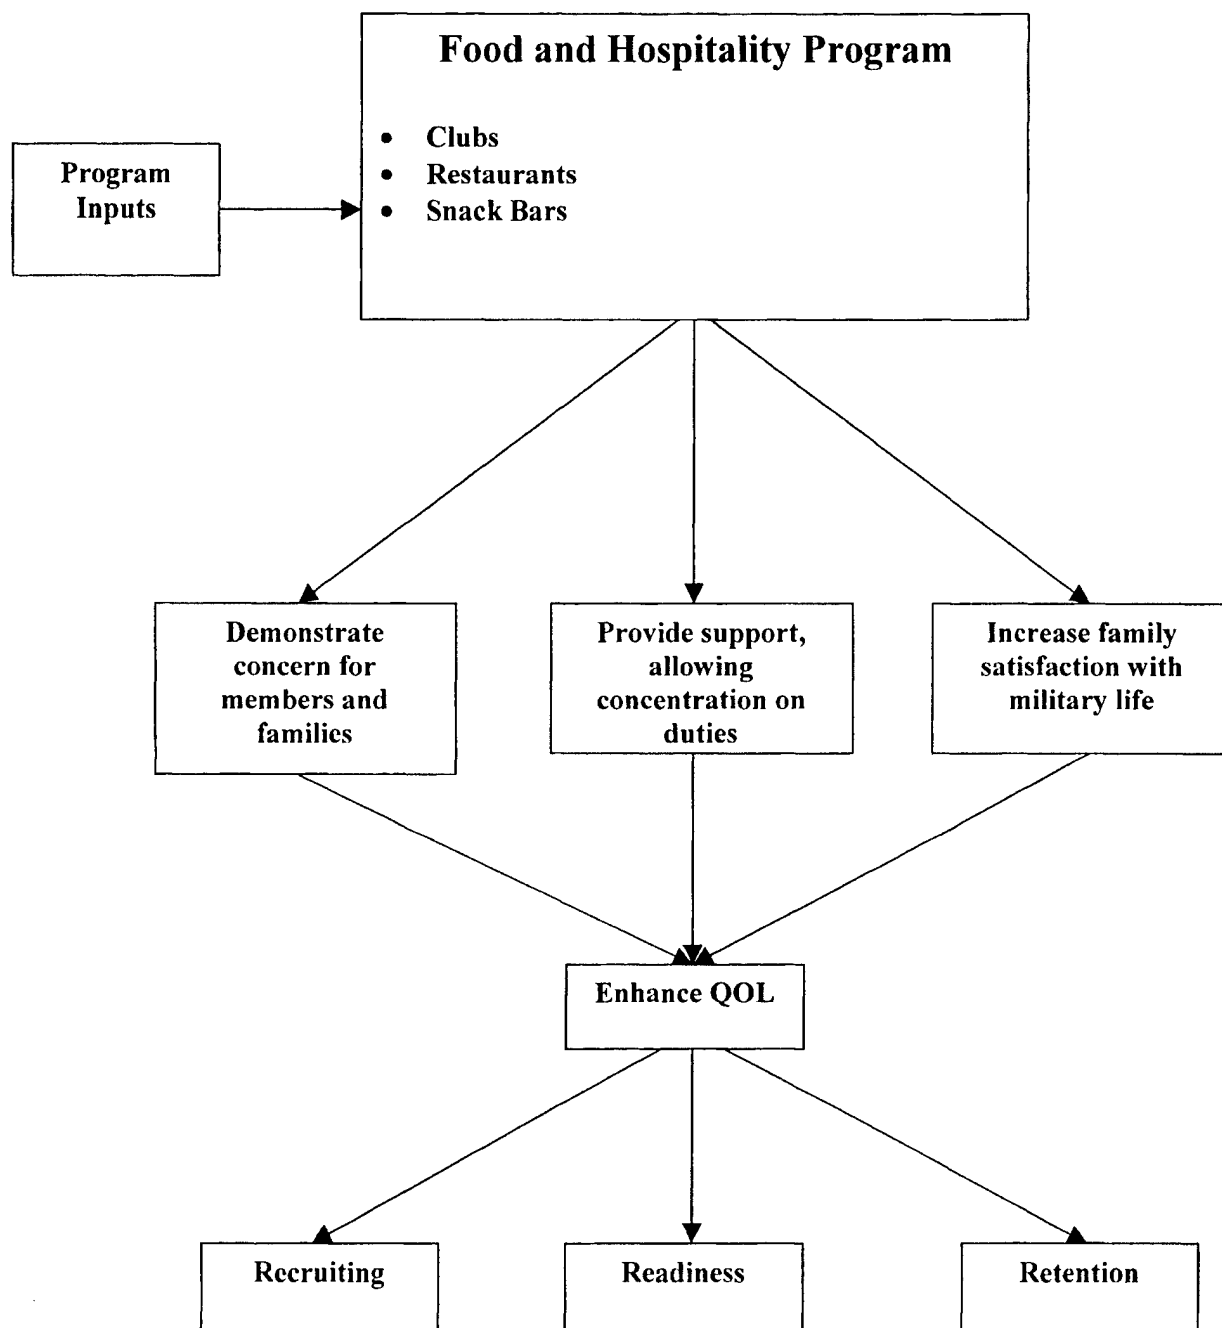 Food and Hospitality Program
• Clubs
• Restaurants
• Snack Bars
Program
Inputs
Demonstrate
concern for
members and
families
Provide support,
allowing
concentration on
duties
Increase family
satisfaction with
military life
Enhance QOL
Recruiting
Readiness
Retention